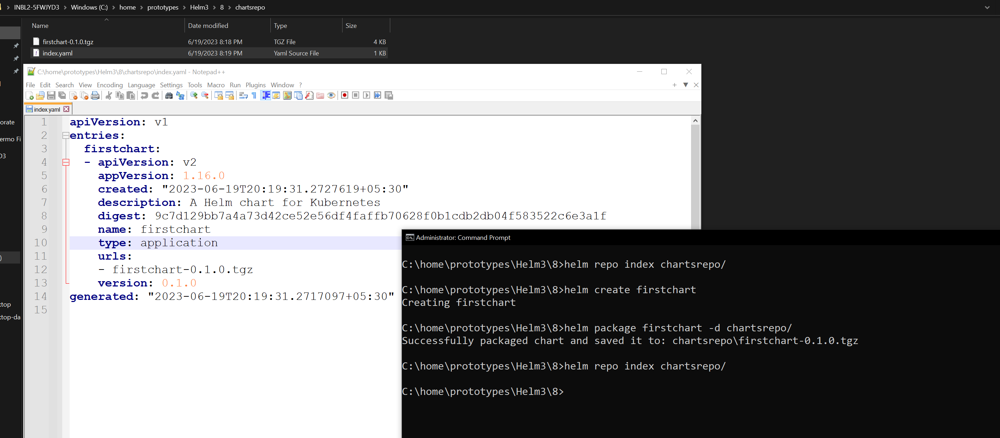 INBL2-5FWJYD3 > Windows (C:) > home > prototypes > Helm3 > 8 > chartsrepo
Name Date modified Type Size
firstchart-0.1.0.tgz 6/19/2023 8:18 PM TGZ File 4 KB
index.yaml 6/19/2023 8:19 PM Yaml Source File 1 KB
C:\home\prototypes\Helm3\8\chartsrepo\index.yaml - Notepad++
File Edit Search View Encoding Language Settings Tools Macro Run Plugins Window ?
index.yaml
orate
ermo Fi
D3
)
top
top-da
1 apiVersion: v1
2 entries:
3 firstchart:
4 - apiVersion: v2
5 appVersion: 1.16.0
6 created: "2023-06-19T20:19:31.2727619+05:30"
7 description: A Helm chart for Kubernetes
8 digest: 9c7d129bb7a4a73d42ce52e56df4faffb70628f0b1cdb2db04f583522c6e3a1f
9 name: firstchart
10 type: application
11 urls:
12 - firstchart-0.1.0.tgz
13 version: 0.1.0
14 generated: "2023-06-19T20:19:31.2717097+05:30"
15
Administrator: Command Prompt
C:\home\prototypes\Helm3\8>helm repo index chartsrepo/
C:\home\prototypes\Helm3\8>helm create firstchart
Creating firstchart
C:\home\prototypes\Helm3\8>helm package firstchart -d chartsrepo/
Successfully packaged chart and saved it to: chartsrepo\firstchart-0.1.0.tgz
C:\home\prototypes\Helm3\8>helm repo index chartsrepo/
C:\home\prototypes\Helm3\8>